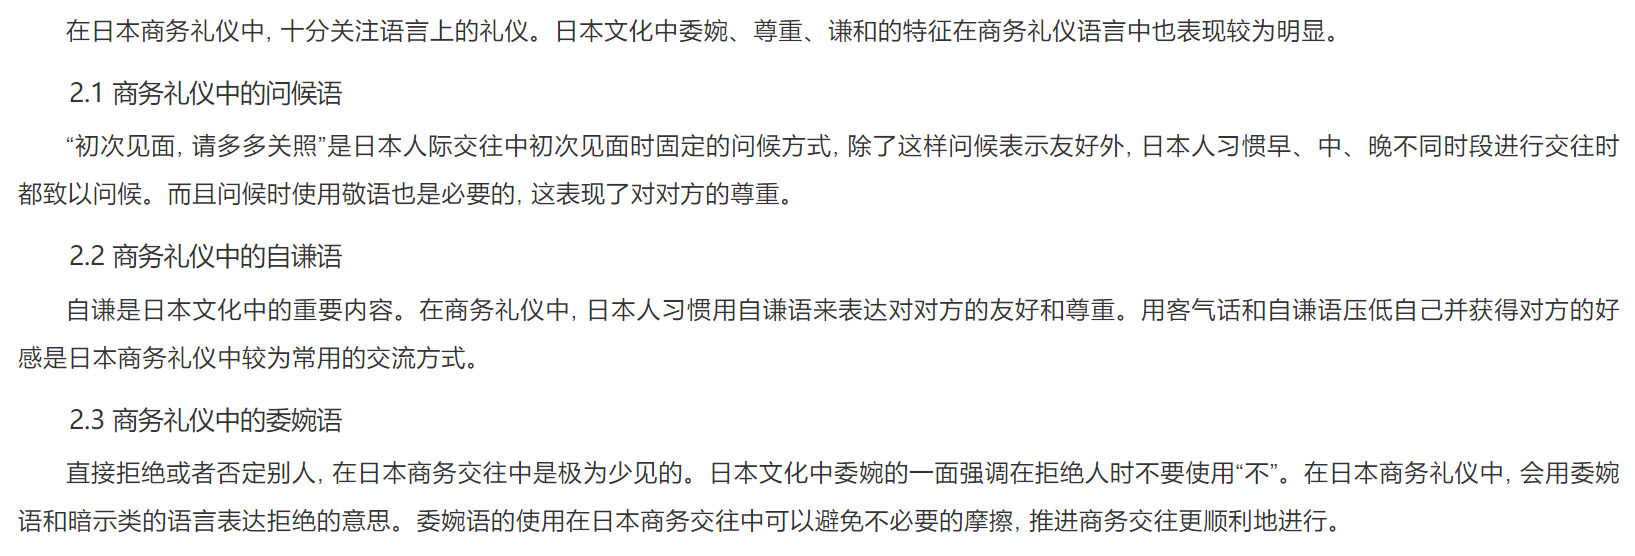 在日本商务礼仪中, 十分关注语言上的礼仪。日本文化中委婉、尊重、谦和的特征在商务礼仪语言中也表现较为明显。
2.1 商务礼仪中的问候语
“初次见面, 请多多关照”是日本人际交往中初次见面时固定的问候方式, 除了这样问候表示友好外, 日本人习惯早、中、晚不同时段进行交往时
都致以问候。而且问候时使用敬语也是必要的, 这表现了对对方的尊重。
2.2 商务礼仪中的自谦语
自谦是日本文化中的重要内容。在商务礼仪中, 日本人习惯用自谦语来表达对对方的友好和尊重。用客气话和自谦语压低自己并获得对方的好
感是日本商务礼仪中较为常用的交流方式。
2.3 商务礼仪中的委婉语
直接拒绝或者否定别人, 在日本商务交往中是极为少见的。日本文化中委婉的一面强调在拒绝人时不要使用“不”。在日本商务礼仪中, 会用委婉
语和暗示类的语言表达拒绝的意思。委婉语的使用在日本商务交往中可以避免不必要的摩擦, 推进商务交往更顺利地进行。